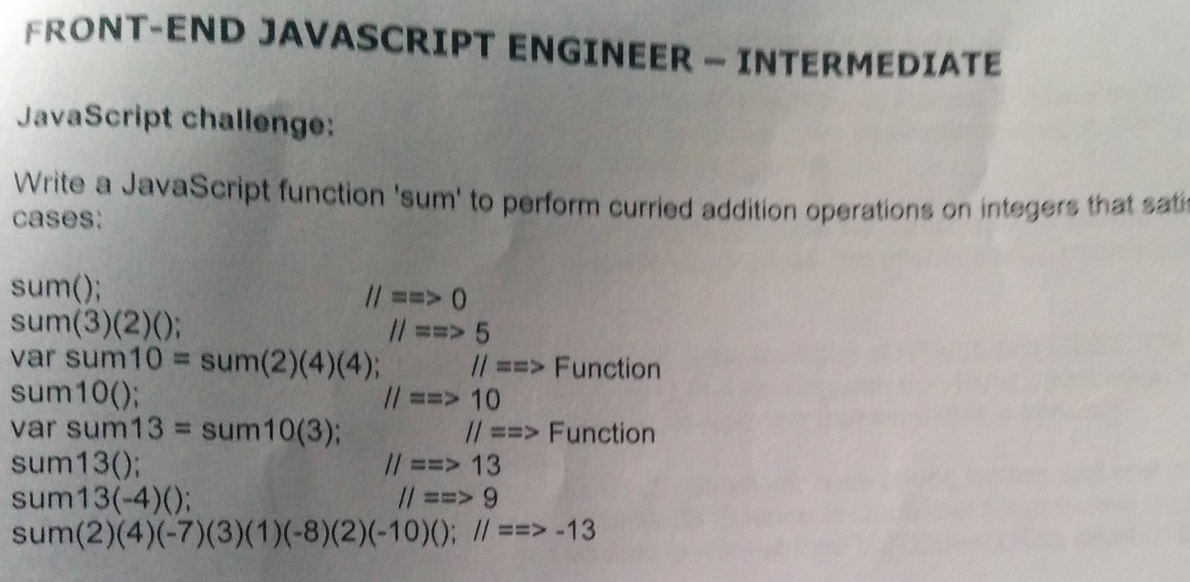 FRONT-END JAVASCRIPT ENGINEER – INTERMEDIATE
JavaScript challenge:
Write a JavaScript function 'sum' to perform curried addition operations on integers that
cases:
sum(); // ==> 0
sum(3)(2)(); // ==> 5
var sum10 = sum(2)(4)(4); // ==> Function
sum10(); // ==> 10
var sum13 = sum10(3); // ==> Function
sum13(); // ==> 13
sum13(-4)(); // ==> 9
sum(2)(4)(-7)(3)(1)(-8)(2)(-10)(); // ==> -13